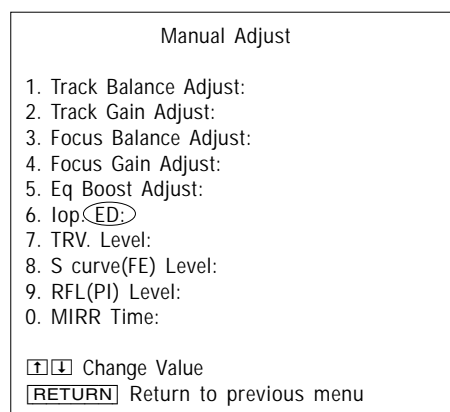 Manual Adjust
1. Track Balance Adjust:
2. Track Gain Adjust:
3. Focus Balance Adjust:
4. Focus Gain Adjust:
5. Eq Boost Adjust:
6. Iop. ED:
7. TRV. Level:
8. S curve(FE) Level:
9. RFL(PI) Level:
0. MIRR Time:
↑↓ Change Value
RETURN Return to previous menu